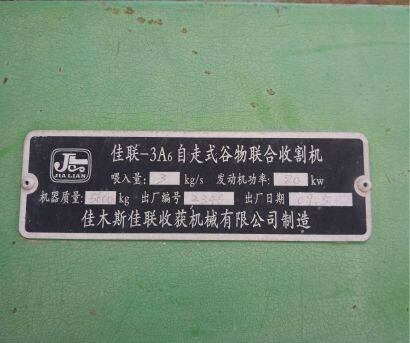 JIA LIAN
佳联-3A6自走式谷物联合收割机
喂入量: 3 kg/s 发动机功率: kw
机器质量: kg 出厂编号 出厂日期
佳木斯佳联收获机械有限公司制造